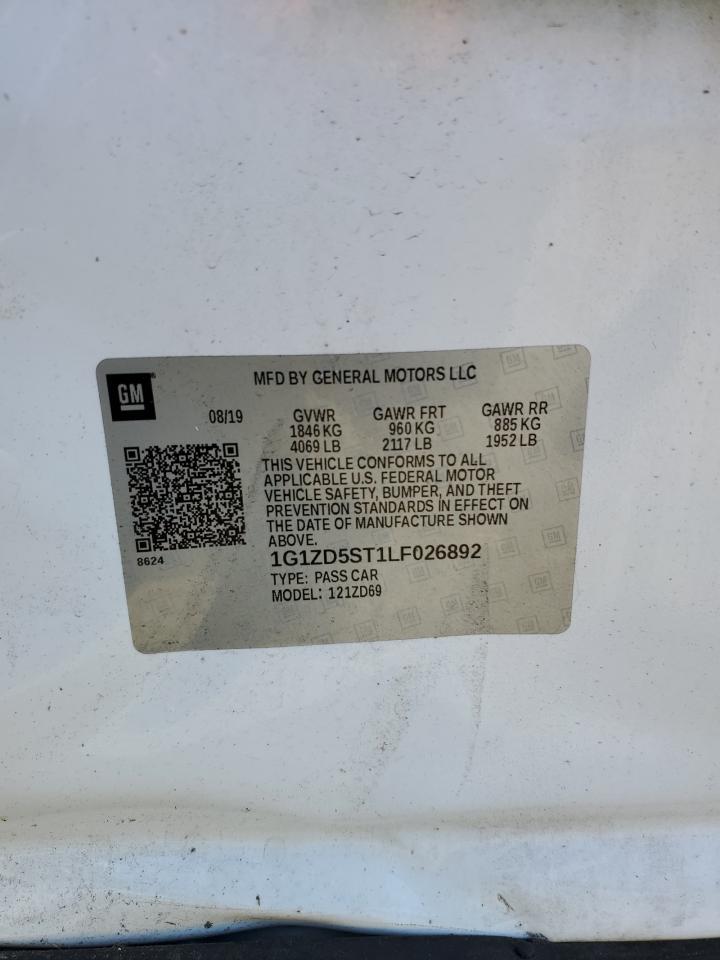 GM
MFD BY GENERAL MOTORS LLC
08/19 GVWR GAWR FRT GAWR RR
1846 KG 960 KG 885 KG
4069 LB 2117 LB 1952 LB
THIS VEHICLE CONFORMS TO ALL
APPLICABLE U.S. FEDERAL MOTOR
VEHICLE SAFETY, BUMPER, AND THEFT
PREVENTION STANDARDS IN EFFECT ON
THE DATE OF MANUFACTURE SHOWN
ABOVE.
8624
1G1ZD5ST1LF026892
TYPE: PASS CAR
MODEL: 121ZD69